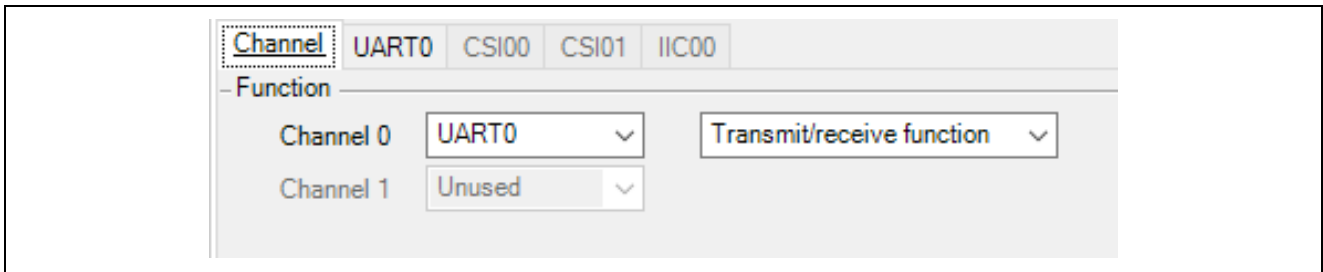 Channel UART0 CSI00 CSI01 IIC00
Function
Channel 0 UART0 Transmit/receive function
Channel 1 Unused